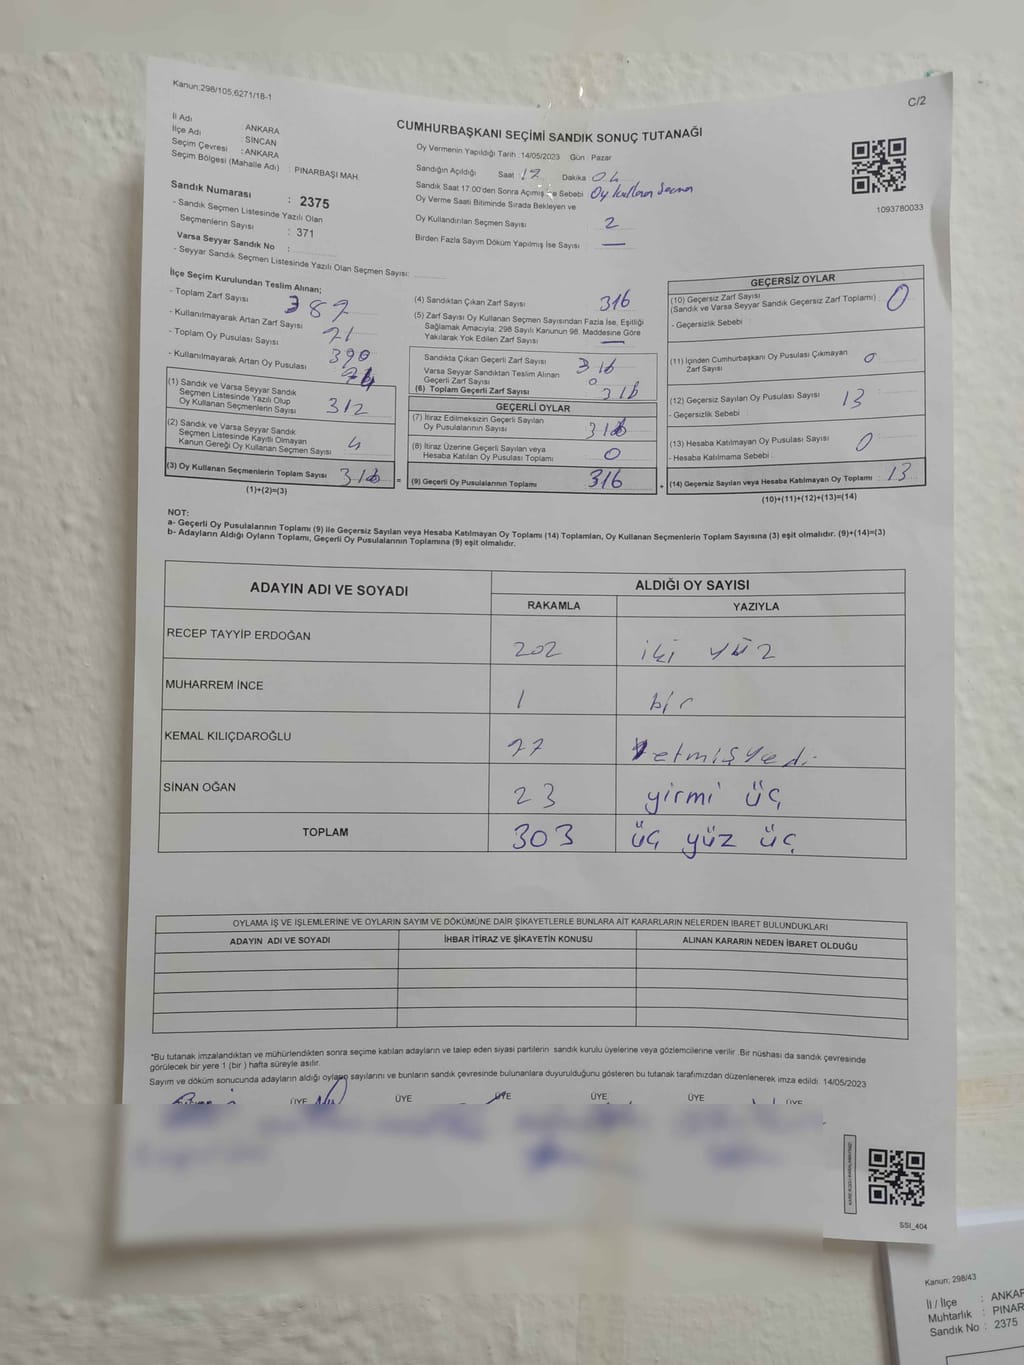 Kanun:298/105,6271/18-1
C/2
İl Adı : ANKARA
İlçe Adı : SİNCAN
Seçim Çevresi : ANKARA
Seçim Bölgesi (Mahalle Adı) : PINARBAŞI MAH.
Sandık Numarası : 2375
- Sandık Seçmen Listesinde Yazılı Olan
Seçmenlerin Sayısı : 371
Varsa Seyyar Sandık No :
- Seyyar Sandık Seçmen Listesinde Yazılı Olan Seçmen Sayısı:
CUMHURBAŞKANI SEÇİMİ SANDIK SONUÇ TUTANAĞI
Oy Vermenin Yapıldığı Tarih :14/05/2023 Gün : Pazar
Sandığın Açıldığı Saat 17 Dakika 04
Sandık Saat 17:00'den Sonra Açımış ise Sebebi Oy kullanan Seçmen
Oy Verme Saati Bitiminde Sırada Bekleyen ve
Oy Kullandırılan Seçmen Sayısı 2
Birden Fazla Sayım Döküm Yapılmış İse Sayısı : —
1093780033
İlçe Seçim Kurulundan Teslim Alınan;
- Toplam Zarf Sayısı 387
- Kullanılmayarak Artan Zarf Sayısı 71
- Toplam Oy Pusulası Sayısı 390
- Kullanılmayarak Artan Oy Pusulası 74
(1) Sandık ve Varsa Seyyar Sandık
Seçmen Listesinde Yazılı Olup
Oy Kullanan Seçmenlerin Sayısı 312
(2) Sandık ve Varsa Seyyar Sandık
Seçmen Listesinde Kayıtlı Olmayan
Kanun Gereği Oy Kullanan Seçmen Sayısı 4
(3) Oy Kullanan Seçmenlerin Toplam Sayısı 316 =
(1)+(2)=(3)
(4) Sandıktan Çıkan Zarf Sayısı 316
(5) Zarf Sayısı Oy Kullanan Seçmen Sayısından Fazla İse, Eşitliği
Sağlamak Amacıyla; 298 Sayılı Kanunun 98. Maddesine Göre
Yakılarak Yok Edilen Zarf Sayısı : —
Sandıkta Çıkan Geçerli Zarf Sayısı 316
Varsa Seyyar Sandıktan Teslim Alınan
Geçerli Zarf Sayısı 0
(6) Toplam Geçerli Zarf Sayısı 316
GEÇERLİ OYLAR
(7) İtiraz Edilmeksizin Geçerli Sayılan
Oy Pusulalarının Sayısı : 316
(8) İtiraz Üzerine Geçerli Sayılan veya
Hesaba Katılan Oy Pusulası Toplamı : 0
(9) Geçerli Oy Pusulalarının Toplamı 316 +
GEÇERSİZ OYLAR
(10) Geçersiz Zarf Sayısı
(Sandık ve Varsa Seyyar Sandık Geçersiz Zarf Toplamı) : 0
- Geçersizlik Sebebi :
(11) İçinden Cumhurbaşkanı Oy Pusulası Çıkmayan
Zarf Sayısı 0
(12) Geçersiz Sayılan Oy Pusulası Sayısı : 13
- Geçersizlik Sebebi :
(13) Hesaba Katılmayan Oy Pusulası Sayısı : 0
- Hesaba Katılmama Sebebi :
(14) Geçersiz Sayılan veya Hesaba Katılmayan Oy Toplamı : 13
(10)+(11)+(12)+(13)=(14)
NOT:
a- Geçerli Oy Pusulalarının Toplamı (9) ile Geçersiz Sayılan veya Hesaba Katılmayan Oy Toplamı (14) Toplamları, Oy Kullanan Seçmenlerin Toplam Sayısına (3) eşit olmalıdır. (9)+(14)=(3)
b- Adayların Aldığı Oyların Toplamı, Geçerli Oy Pusulalarının Toplamına (9) eşit olmalıdır.
ADAYIN ADI VE SOYADI ALDIĞI OY SAYISI
RAKAMLA YAZIYLA
RECEP TAYYİP ERDOĞAN 202 iki yüz
MUHARREM İNCE 1 bir
KEMAL KILIÇDAROĞLU 77 Yetmişyedi
SİNAN OĞAN 23 yirmi üç
TOPLAM 303 üç yüz üç
OYLAMA İŞ VE İŞLEMLERİNE VE OYLARIN SAYIM VE DÖKÜMÜNE DAİR ŞİKAYETLERLE BUNLARA AİT KARARLARIN NELERDEN İBARET BULUNDUKLARI
ADAYIN ADI VE SOYADI İHBAR İTİRAZ VE ŞİKAYETİN KONUSU ALINAN KARARIN NEDEN İBARET OLDUĞU
*Bu tutanak imzalandıktan ve mühürlendikten sonra seçime katılan adayların ve talep eden siyasi partilerin sandık kurulu üyelerine veya gözlemcilerine verilir .Bir nüshası da sandık çevresinde
görülecek bir yere 1 (bir ) hafta süreyle asılır.
Sayım ve döküm sonucunda adayların aldığı oyların sayılarını ve bunların sandık çevresinde bulunanlara duyurulduğunu gösteren bu tutanak tarafımızdan düzenlenerek imza edildi. 14/05/2023
ÜYE ÜYE ÜYE ÜYE ÜYE ÜYE
SSI_404
Kanun; 298/43
İl / İlçe : ANKAR
Muhtarlık : PINAR
Sandık No : 2375